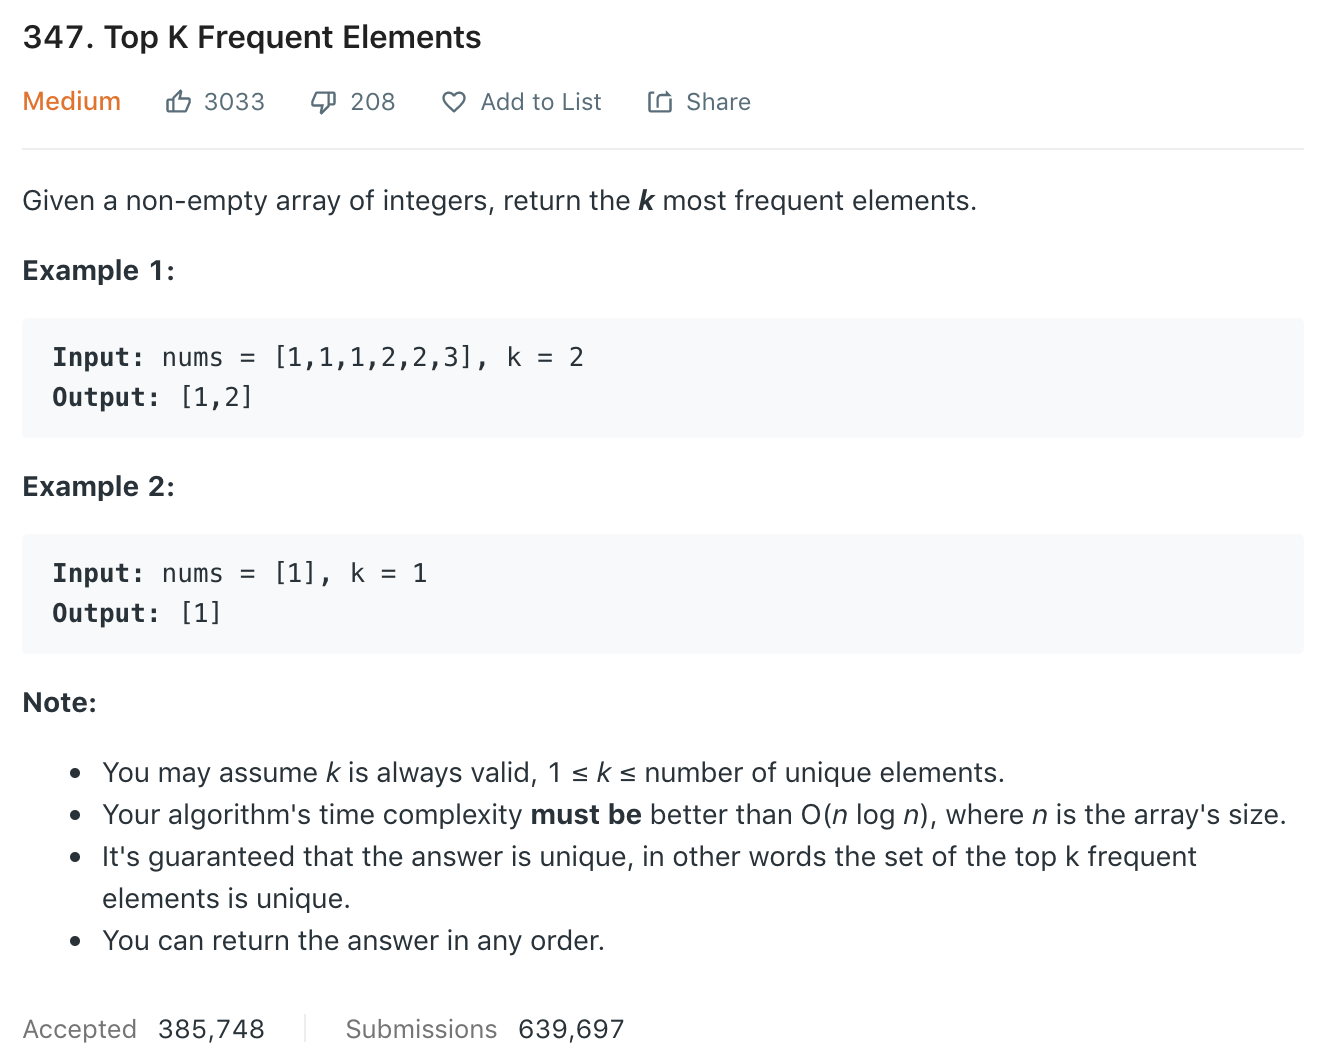 347. Top K Frequent Elements
Medium 3033 208 Add to List Share
Given a non-empty array of integers, return the k most frequent elements.
Example 1:
Input: nums = [1,1,1,2,2,3], k = 2
Output: [1,2]
Example 2:
Input: nums = [1], k = 1
Output: [1]
Note:
• You may assume k is always valid, 1 ≤ k ≤ number of unique elements.
• Your algorithm's time complexity must be better than O(n log n), where n is the array's size.
• It's guaranteed that the answer is unique, in other words the set of the top k frequent
elements is unique.
• You can return the answer in any order.
Accepted 385,748 Submissions 639,697